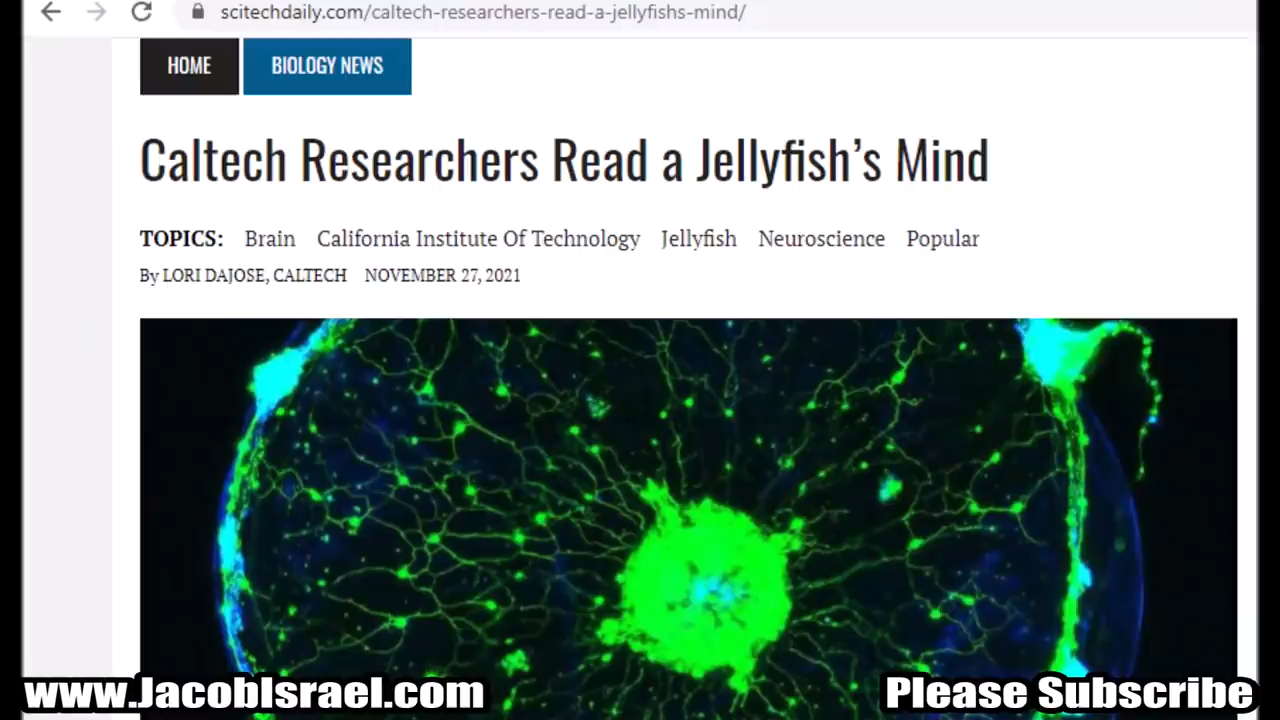 scitechdaily.com/caltech-researchers-read-a-jellyfishs-mind/
HOME BIOLOGY NEWS
Caltech Researchers Read a Jellyfish’s Mind
TOPICS: Brain California Institute Of Technology Jellyfish Neuroscience Popular
By LORI DAJOSE, CALTECH NOVEMBER 27, 2021
www.JacobIsrael.com Please Subscribe